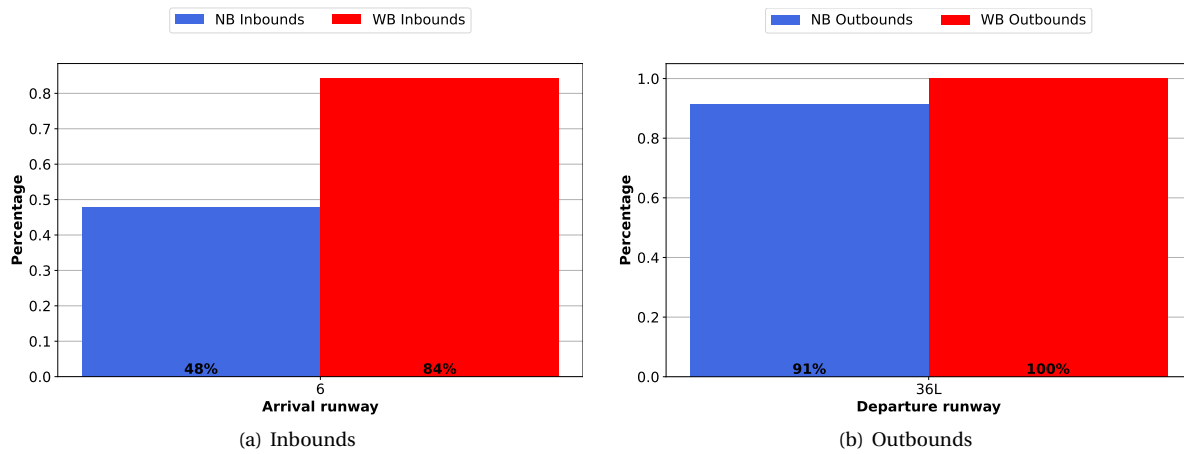 NB Inbounds WB Inbounds
Percentage
0.8
0.7
0.6
0.5
0.4
0.3
0.2
0.1
0.0
48% 84%
6
Arrival runway
(a) Inbounds
NB Outbounds WB Outbounds
Percentage
1.0
0.8
0.6
0.4
0.2
0.0
91% 100%
36L
Departure runway
(b) Outbounds